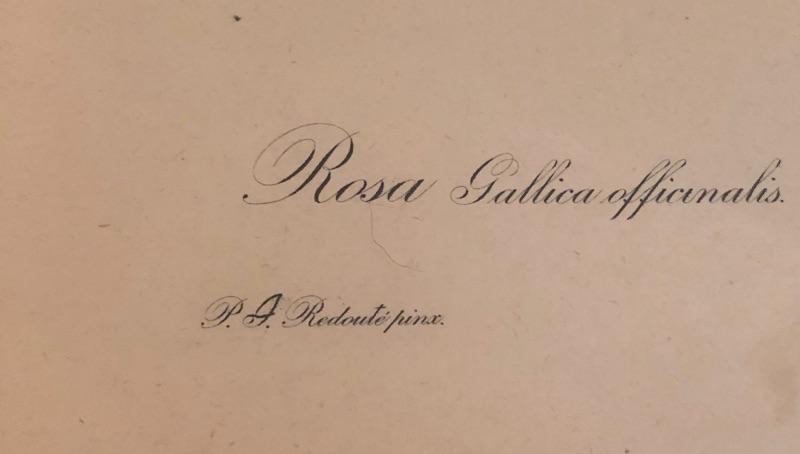 Rosa Gallica officinalis.
P. J. Redouté pinx.